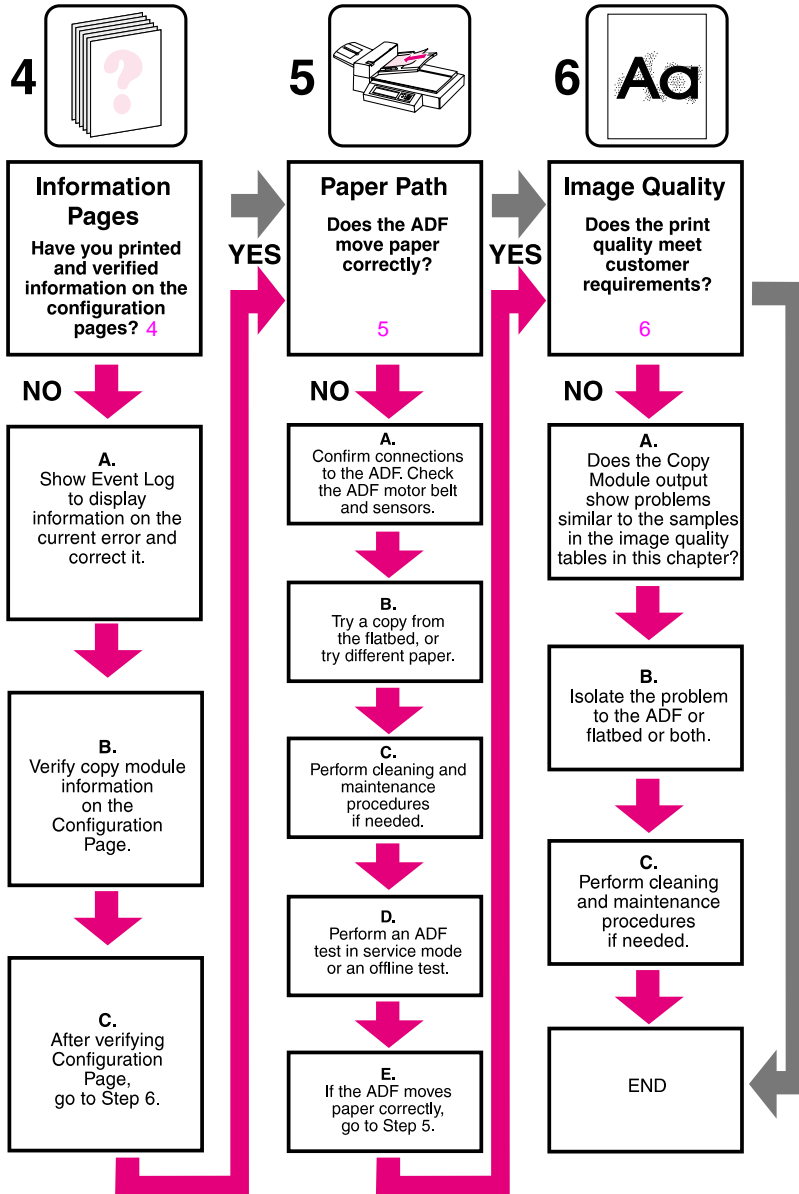 4
?
Information
Pages
Have you printed
and verified
information on the
configuration
pages? 4
YES
NO
A.
Show Event Log
to display
information on the
current error and
correct it.
B.
Verify copy module
information
on the
Configuration
Page.
C.
After verifying
Configuration
Page,
go to Step 6.
5
Paper Path
Does the ADF
move paper
correctly?
5
YES
NO
A.
Confirm connections
to the ADF. Check
the ADF motor belt
and sensors.
B.
Try a copy from
the flatbed, or
try different paper.
C.
Perform cleaning and
maintenance
procedures
if needed.
D.
Perform an ADF
test in service mode
or an offline test.
E.
If the ADF moves
paper correctly,
go to Step 5.
6
Aa
Image Quality
Does the print
quality meet
customer
requirements?
6
NO
A.
Does the Copy
Module output
show problems
similar to the samples
in the image quality
tables in this chapter?
B.
Isolate the problem
to the ADF or
flatbed or both.
C.
Perform cleaning
and maintenance
procedures
if needed.
END